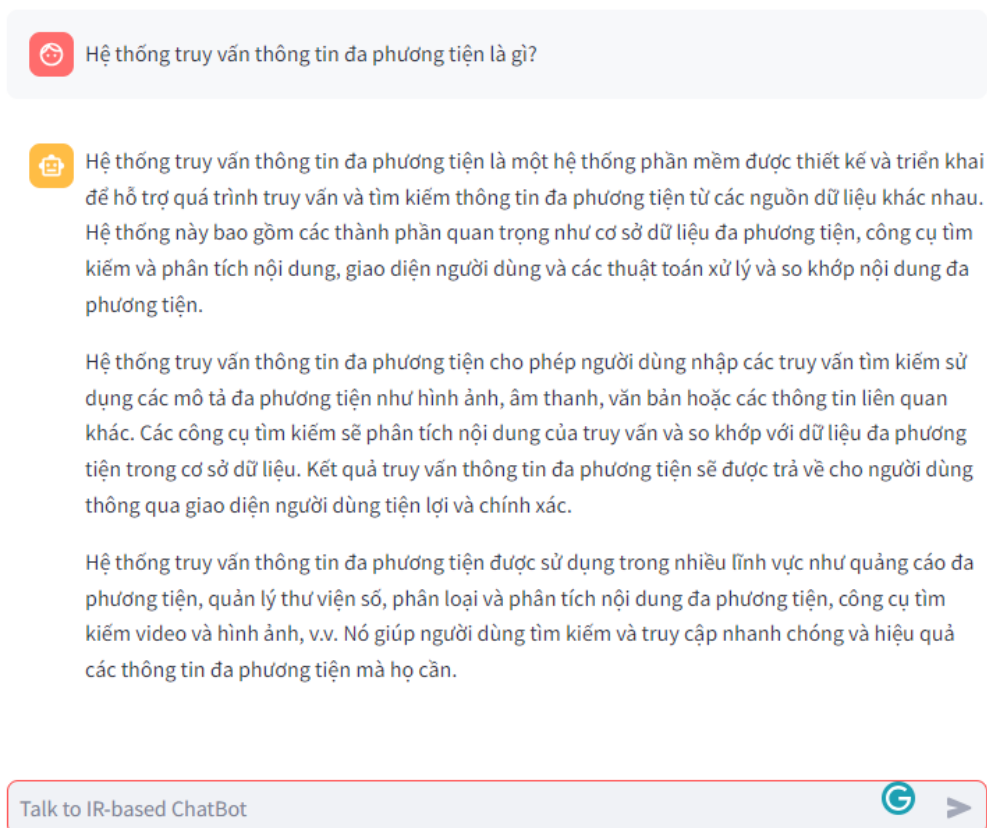 Hệ thống truy vấn thông tin đa phương tiện là gì?
Hệ thống truy vấn thông tin đa phương tiện là một hệ thống phần mềm được thiết kế và triển khai
để hỗ trợ quá trình truy vấn và tìm kiếm thông tin đa phương tiện từ các nguồn dữ liệu khác nhau.
Hệ thống này bao gồm các thành phần quan trọng như cơ sở dữ liệu đa phương tiện, công cụ tìm
kiếm và phân tích nội dung, giao diện người dùng và các thuật toán xử lý và so khớp nội dung đa
phương tiện.
Hệ thống truy vấn thông tin đa phương tiện cho phép người dùng nhập các truy vấn tìm kiếm sử
dụng các mô tả đa phương tiện như hình ảnh, âm thanh, văn bản hoặc các thông tin liên quan
khác. Các công cụ tìm kiếm sẽ phân tích nội dung của truy vấn và so khớp với dữ liệu đa phương
tiện trong cơ sở dữ liệu. Kết quả truy vấn thông tin đa phương tiện sẽ được trả về cho người dùng
thông qua giao diện người dùng tiện lợi và chính xác.
Hệ thống truy vấn thông tin đa phương tiện được sử dụng trong nhiều lĩnh vực như quảng cáo đa
phương tiện, quản lý thư viện số, phân loại và phân tích nội dung đa phương tiện, công cụ tìm
kiếm video và hình ảnh, v.v. Nó giúp người dùng tìm kiếm và truy cập nhanh chóng và hiệu quả
các thông tin đa phương tiện mà họ cần.
Talk to IR-based ChatBot